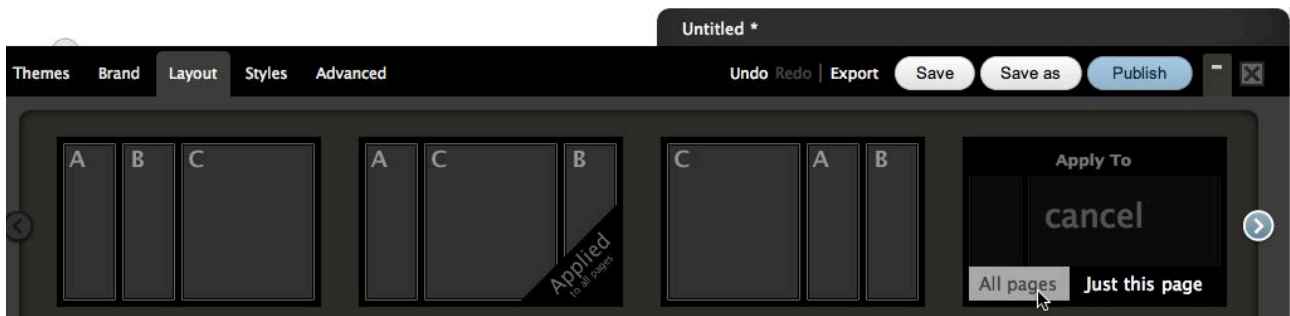 Untitled *
Themes Brand Layout Styles Advanced Undo Redo | Export Save Save as Publish
A B C
A C B
Applied
to all pages
C A B
Apply To
cancel
All pages Just this page